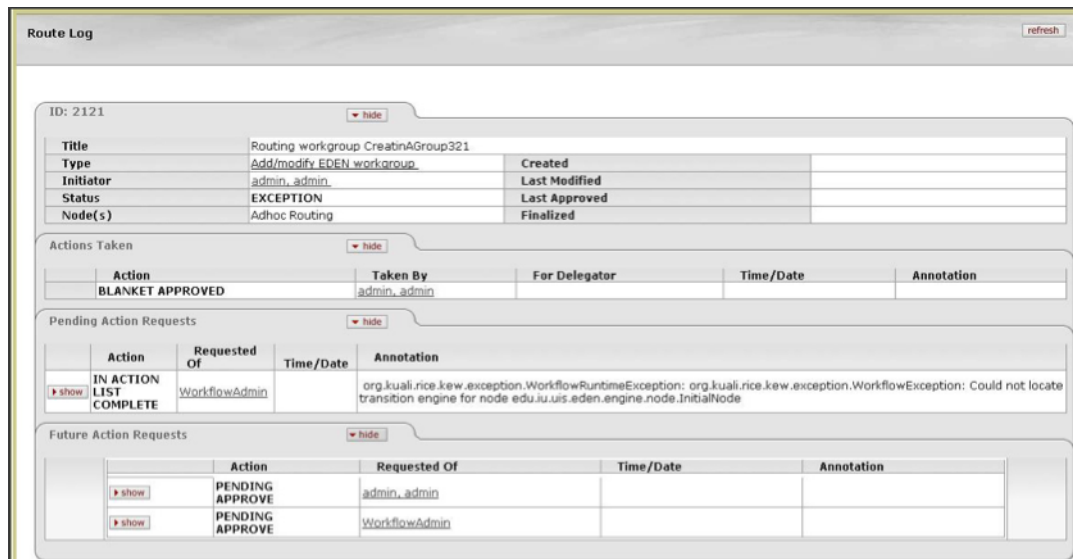 Route Log
refresh
ID: 2121
hide
Title Routing workgroup CreatinAGroup321
Type Add/modify EDEN workgroup Created
Initiator admin, admin Last Modified
Status EXCEPTION Last Approved
Node(s) Adhoc Routing Finalized
Actions Taken
hide
Action Taken By For Delegator Time/Date Annotation
BLANKET APPROVED admin, admin
Pending Action Requests
hide
Action Requested Of Time/Date Annotation
show IN ACTION LIST COMPLETE WorkflowAdmin org.kuali.rice.kew.exception.WorkflowRuntimeException: org.kuali.rice.kew.exception.WorkflowException: Could not locate
transition engine for node edu.iu.uis.eden.engine.node.InitialNode
Future Action Requests
hide
Action Requested Of Time/Date Annotation
show PENDING APPROVE admin, admin
show PENDING APPROVE WorkflowAdmin